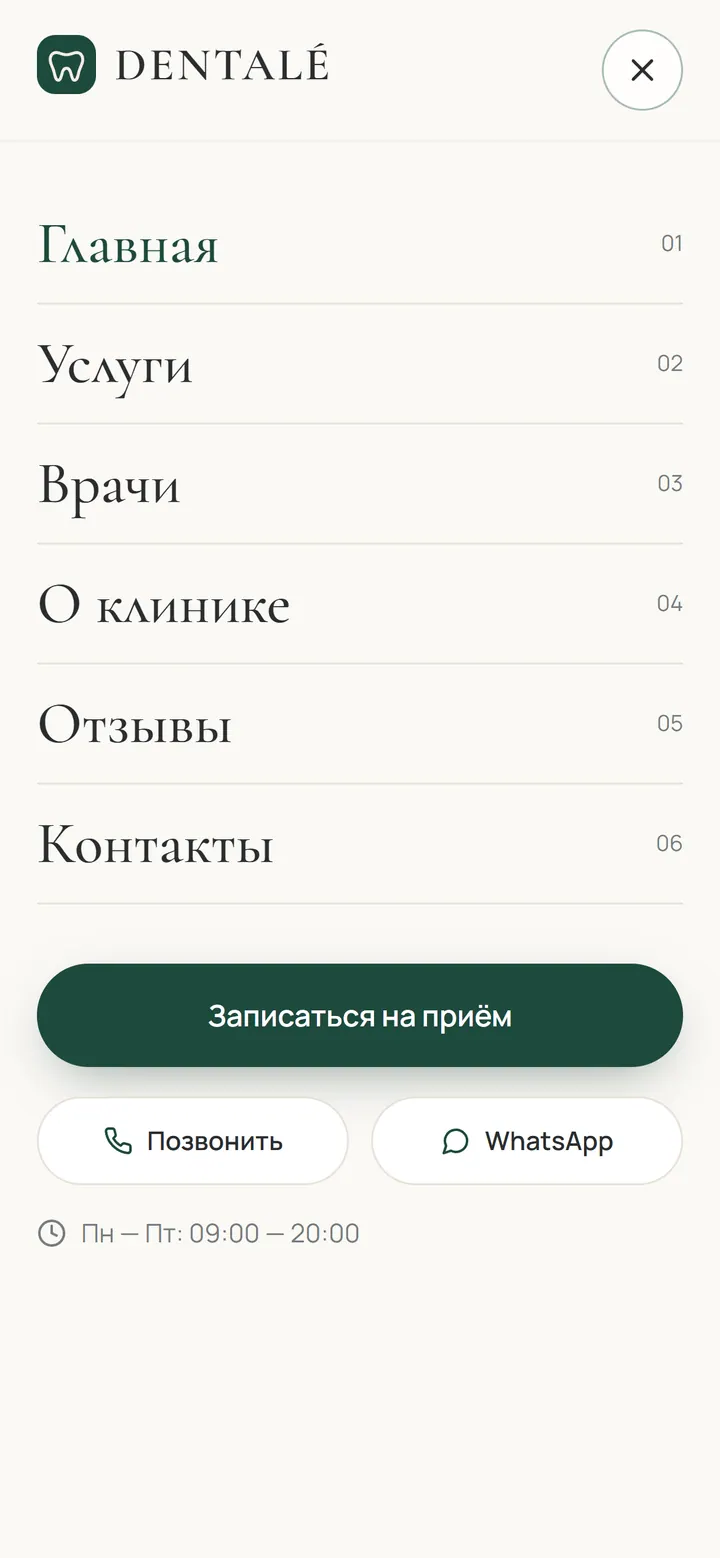 DENTALÉ
Главная 01
Услуги 02
Врачи 03
О клинике 04
Отзывы 05
Контакты 06
Записаться на приём
Позвонить WhatsApp
Пн — Пт: 09:00 — 20:00